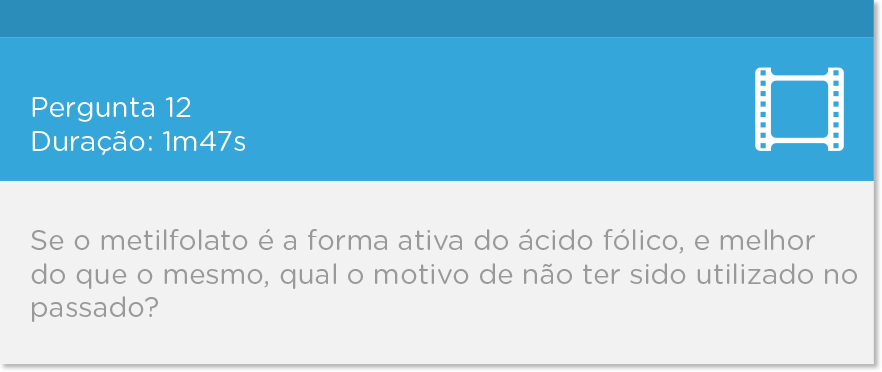 Pergunta 12
Duração: 1m47s
Se o metilfolato é a forma ativa do ácido fólico, e melhor
do que o mesmo, qual o motivo de não ter sido utilizado no
passado?